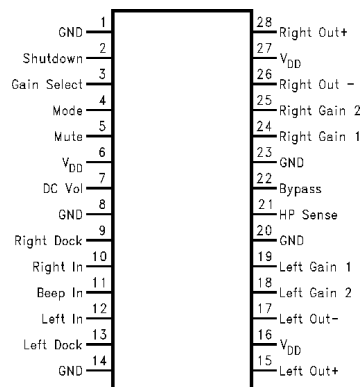 1 28
GND Right Out+
2 27
Shutdown V_DD
3 26
Gain Select Right Out -
4 25
Mode Right Gain 2
5 24
Mute Right Gain 1
6 23
V_DD GND
7 22
DC Vol Bypass
8 21
GND HP Sense
9 20
Right Dock GND
10 19
Right In Left Gain 1
11 18
Beep In Left Gain 2
12 17
Left In Left Out-
13 16
Left Dock V_DD
14 15
GND Left Out+